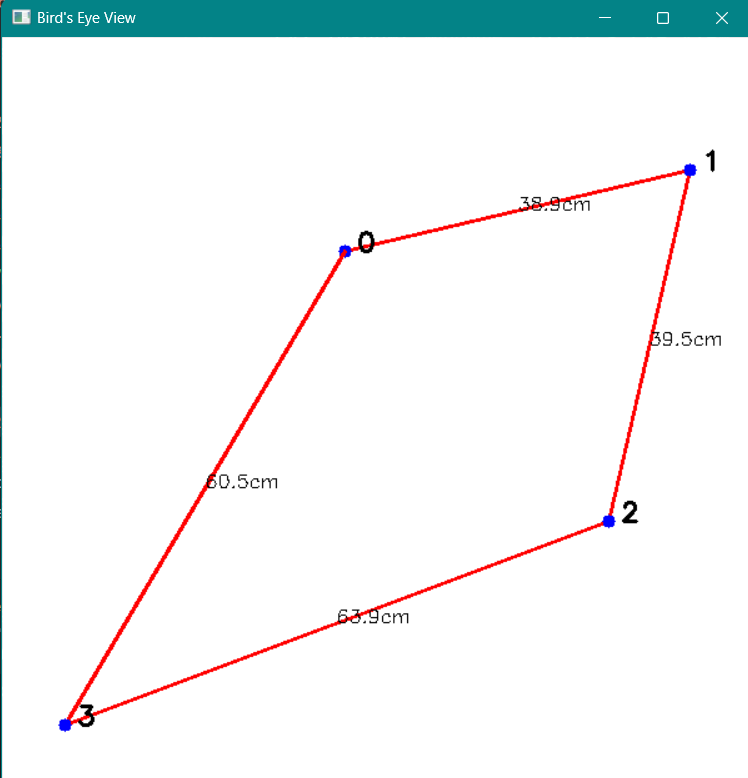 Bird's Eye View
1
38.9cm
0
39.5cm
60.5cm
2
63.9cm
3